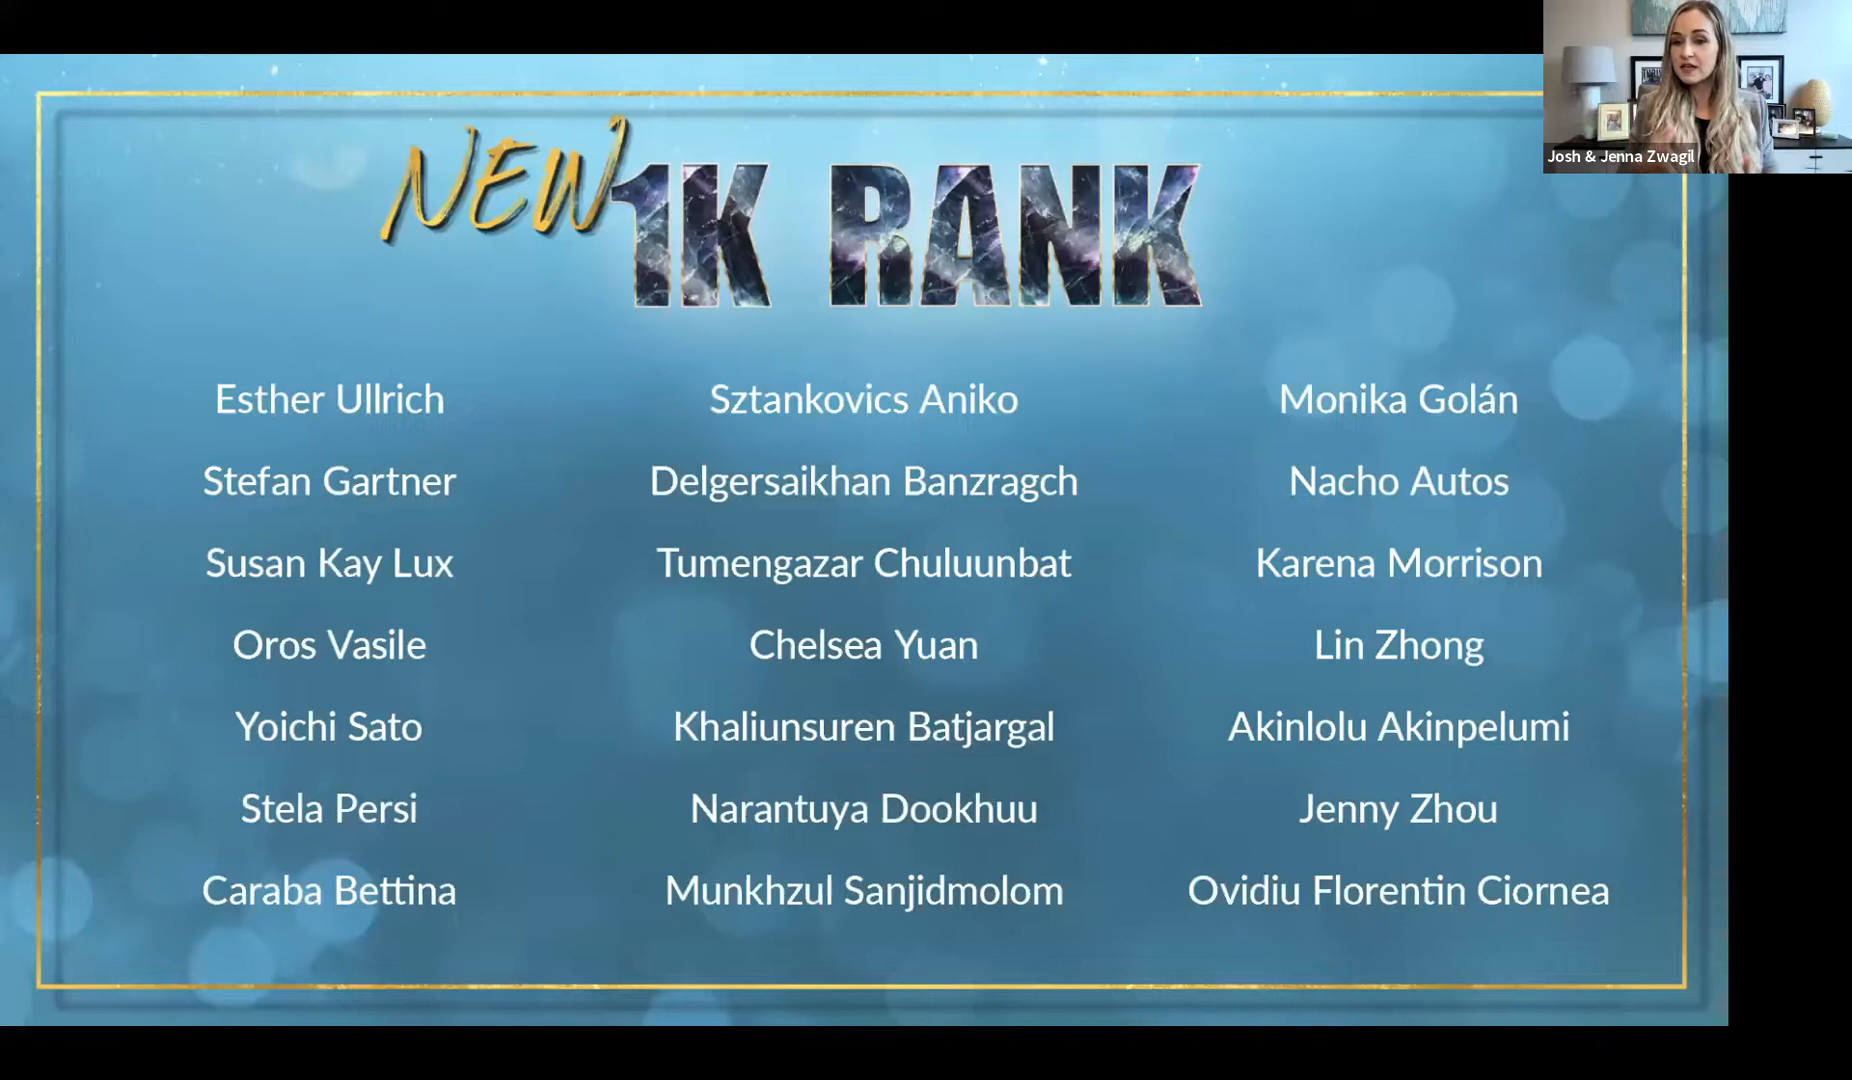 Josh & Jenna Zwagil
NEW 1K RANK
Esther Ullrich
Sztankovics Aniko
Monika Golán
Stefan Gartner
Delgersaikhan Banzragch
Nacho Autos
Susan Kay Lux
Tumengazar Chuluunbat
Karena Morrison
Oros Vasile
Chelsea Yuan
Lin Zhong
Yoichi Sato
Khaliunsuren Batjargal
Akinlolu Akinpelumi
Stela Persi
Narantuya Dookhuu
Jenny Zhou
Caraba Bettina
Munkhzul Sanjidmolom
Ovidiu Florentin Ciornea